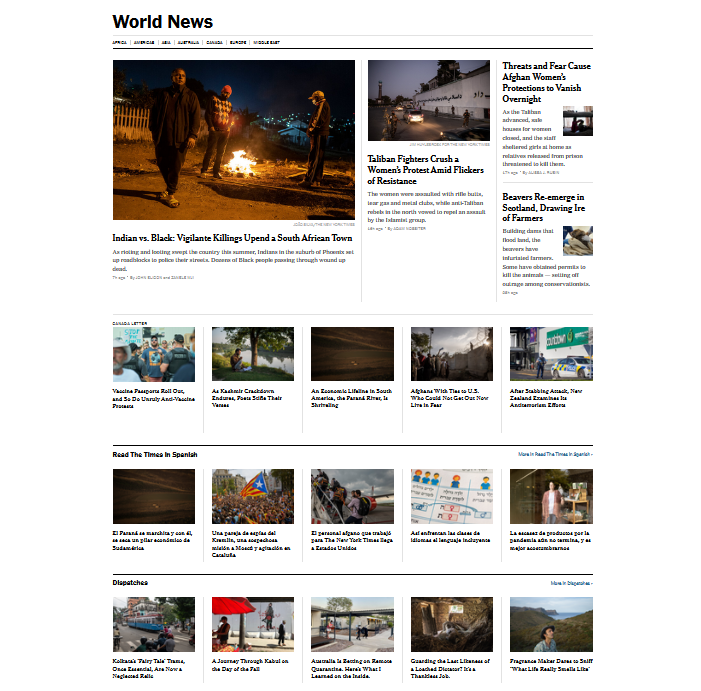 World News
AFRICA | AMERICAS | ASIA | AUSTRALIA | CANADA | EUROPE | MIDDLE EAST
JOÃO SILVA/THE NEW YORK TIMES
Indian vs. Black: Vigilante Killings Upend a South African Town
As rioting and looting swept the country this summer, Indians in the suburb of Phoenix set
up roadblocks to police their streets. Dozens of Black people passing through wound up
dead.
7h ago • By JOHN ELIGON and
JIM HUYLEBROEK FOR THE NEW YORK TIMES
Taliban Fighters Crush a
Women's Protest Amid Flickers
of Resistance
The women were assaulted with rifle butts,
tear gas and metal clubs, while anti-Taliban
rebels in the north vowed to repel an assault
by the Islamist group.
By ADAM NOSSITER
Threats and Fear Cause
Afghan Women's
Protections to Vanish
Overnight
As the Taliban
advanced, safe
houses for women
closed, and the staff
sheltered girls at home as
relatives released from prison
threatened to kill them.
17h ago • By ALISSA J. RUBIN
Beavers Re-emerge in
Scotland, Drawing Ire
of Farmers
Building dams that
flood land, the
beavers have
infuriated farmers.
Some have obtained permits to
kill the animals — setting off
outrage among conservationists.
CANADA LETTER
Vaccine Passports Roll Out,
and So Do Unruly Anti-Vaccine
Protests
As Kashmir Crackdown
Endures, Poets Stifle Their
Verses
An Economic Lifeline in South
America, the Paraná River, Is
Shriveling
Afghans With Ties to U.S.
Who Could Not Get Out Now
Live in Fear
After Stabbing Attack, New
Zealand Examines Its
Antiterrorism Efforts
Read The Times in Spanish
More in Read The Times in Spanish ›
El Paraná se marchita y con él,
se seca un pilar económico de
Sudamérica
Una pareja de espías del
Kremlin, una sospechosa
misión a Moscú y agitación en
Cataluña
El personal afgano que trabajó
para The New York Times llega
a Estados Unidos
Así enfrentan las clases de
idiomas el lenguaje incluyente
La escasez de productos por la
pandemia aún no termina, y es
mejor acostumbrarnos
Dispatches
More in Dispatches ›
Kolkata's 'Fairy Tale' Trams,
Once Essential, Are Now a
Neglected Relic
A Journey Through Kabul on
the Day of the Fall
Australia Is Betting on Remote
Quarantine. Here's What I
Learned on the Inside.
Guarding the Last Likeness of
a Loathed Dictator? It's a
Thankless Job.
Fragrance Maker Dares to Sniff
'What Life Really Smells Like'